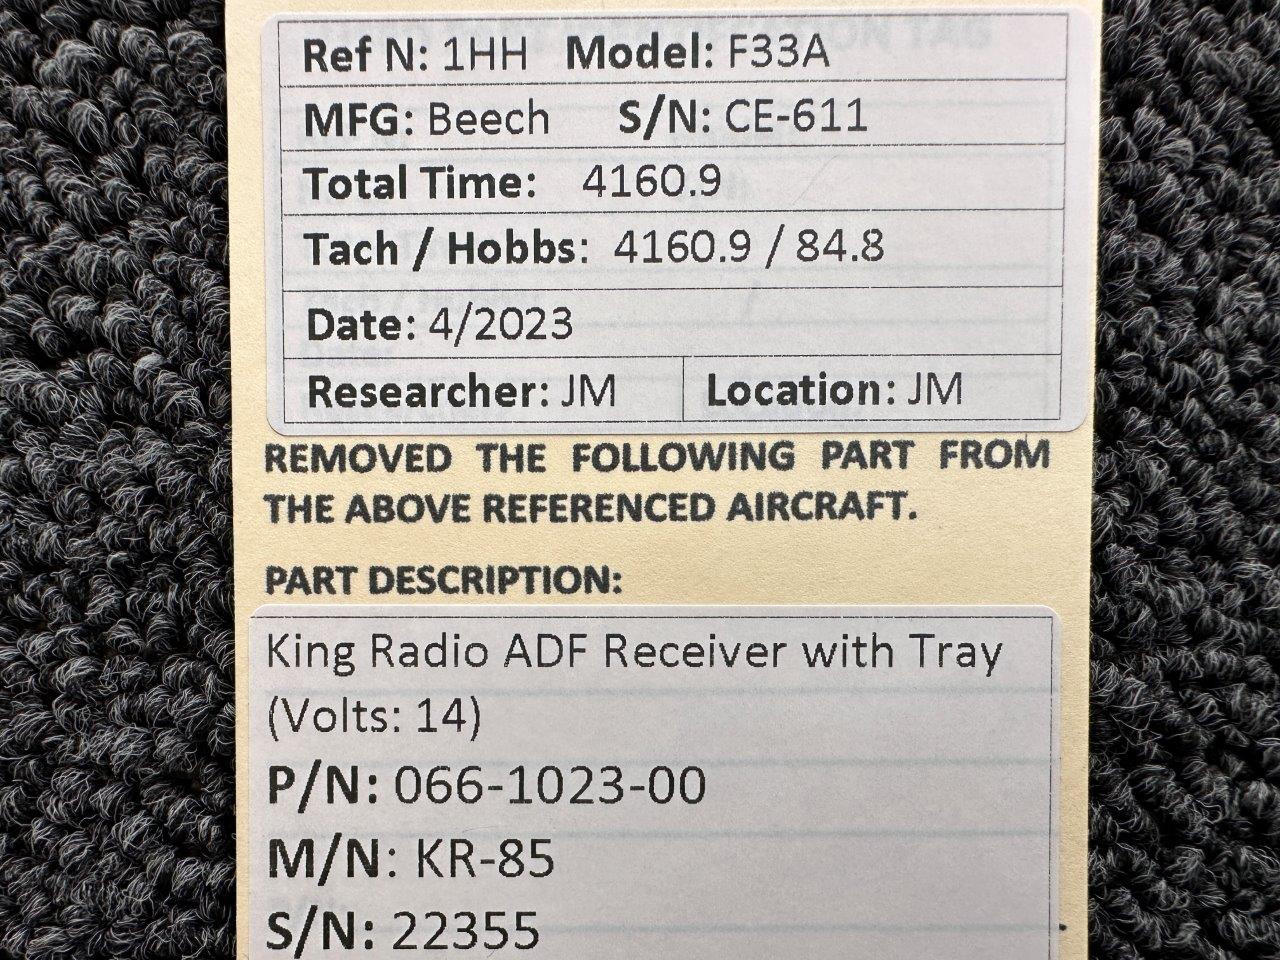 Ref N: 1HH Model: F33A
MFG: Beech S/N: CE-611
Total Time: 4160.9
Tach / Hobbs: 4160.9 / 84.8
Date: 4/2023
Researcher: JM Location: JM
REMOVED THE FOLLOWING PART FROM
THE ABOVE REFERENCED AIRCRAFT.
PART DESCRIPTION:
King Radio ADF Receiver with Tray
(Volts: 14)
P/N: 066-1023-00
M/N: KR-85
S/N: 22355